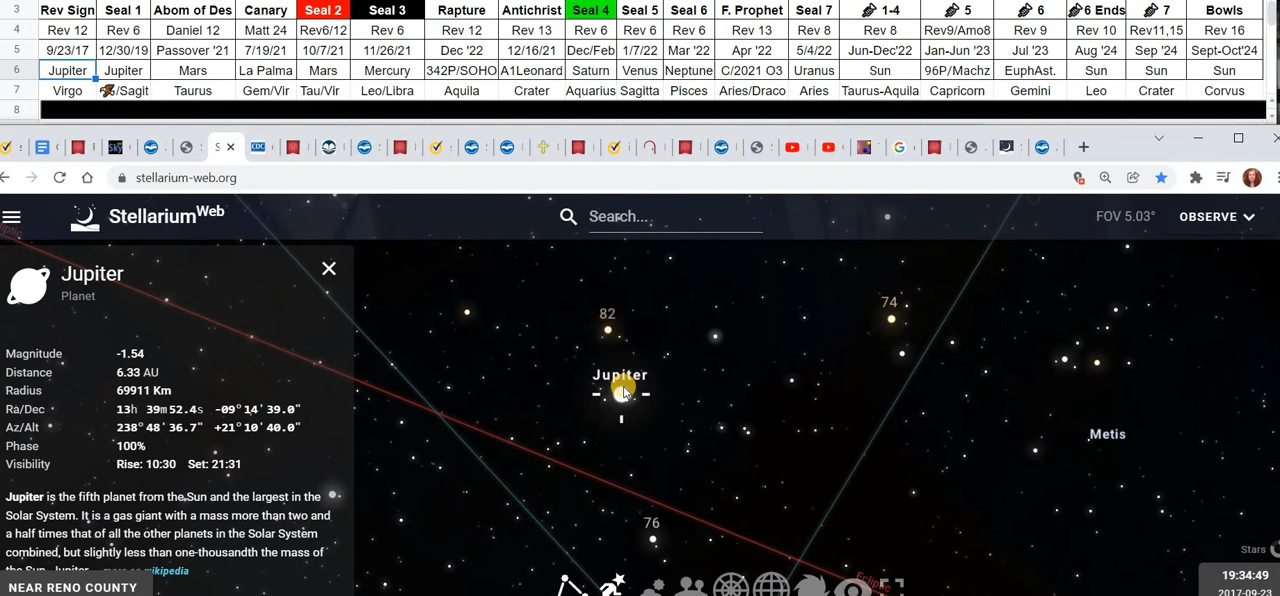 3 Rev Sign Seal 1 Abom of Des Canary Seal 2 Seal 3 Rapture Antichrist Seal 4 Seal 5 Seal 6 F. Prophet Seal 7 1-4 5 6 6 Ends 7 Bowls
4 Rev 12 Rev 6 Daniel 12 Matt 24 Rev6/12 Rev 6 Rev 12 Rev 13 Rev 6 Rev 6 Rev 6 Rev 13 Rev 8 Rev 8 Rev9/Amo8 Rev 9 Rev 10 Rev11,15 Rev 12
5 9/23/17 12/30/19 Passover '21 7/19/21 10/7/21 11/26/21 Dec '22 12/16/21 Dec/Feb 1/7/22 Mar '22 Apr '22 5/4/22 Jun-Dec'22 Jan-Jun '23 Jul '23 Aug '24 Sep '24 Sept-Oct'24
6 Jupiter Jupiter Mars La Palma Mars Mercury 342P/SOHO A1Leonard Saturn Venus Neptune C/2021 O3 Uranus Sun 96P/Machz EuphAst. Sun Sun Sun
7 Virgo /Sagit Taurus Gem/Vir Tau/Vir Leo/Libra Aquila Crater Aquarius Sagitta Pisces Aries/Draco Aries Taurus-Aquila Capricorn Gemini Leo Crater Corvus
8
stellarium-web.org
StellariumWeb
Search...
FOV 5.03°
OBSERVE
Jupiter
Planet
Magnitude -1.54
Distance 6.33 AU
Radius 69911 Km
Ra/Dec 13h 39m52.4s -09°14'39.0"
Az/Alt 238°48'36.7" +21°10'40.0"
Phase 100%
Visibility Rise: 10:30 Set: 21:31
Jupiter is the fifth planet from the Sun and the largest in the
Solar System. It is a gas giant with a mass more than two and
a half times that of all the other planets in the Solar System
combined, but slightly less than one-thousandth the mass of
the Sun. Jupiter... more on wikipedia
NEAR RENO COUNTY
82
74
Jupiter
Metis
76
Ecliptic
Stars
19:34:49
2017-09-23